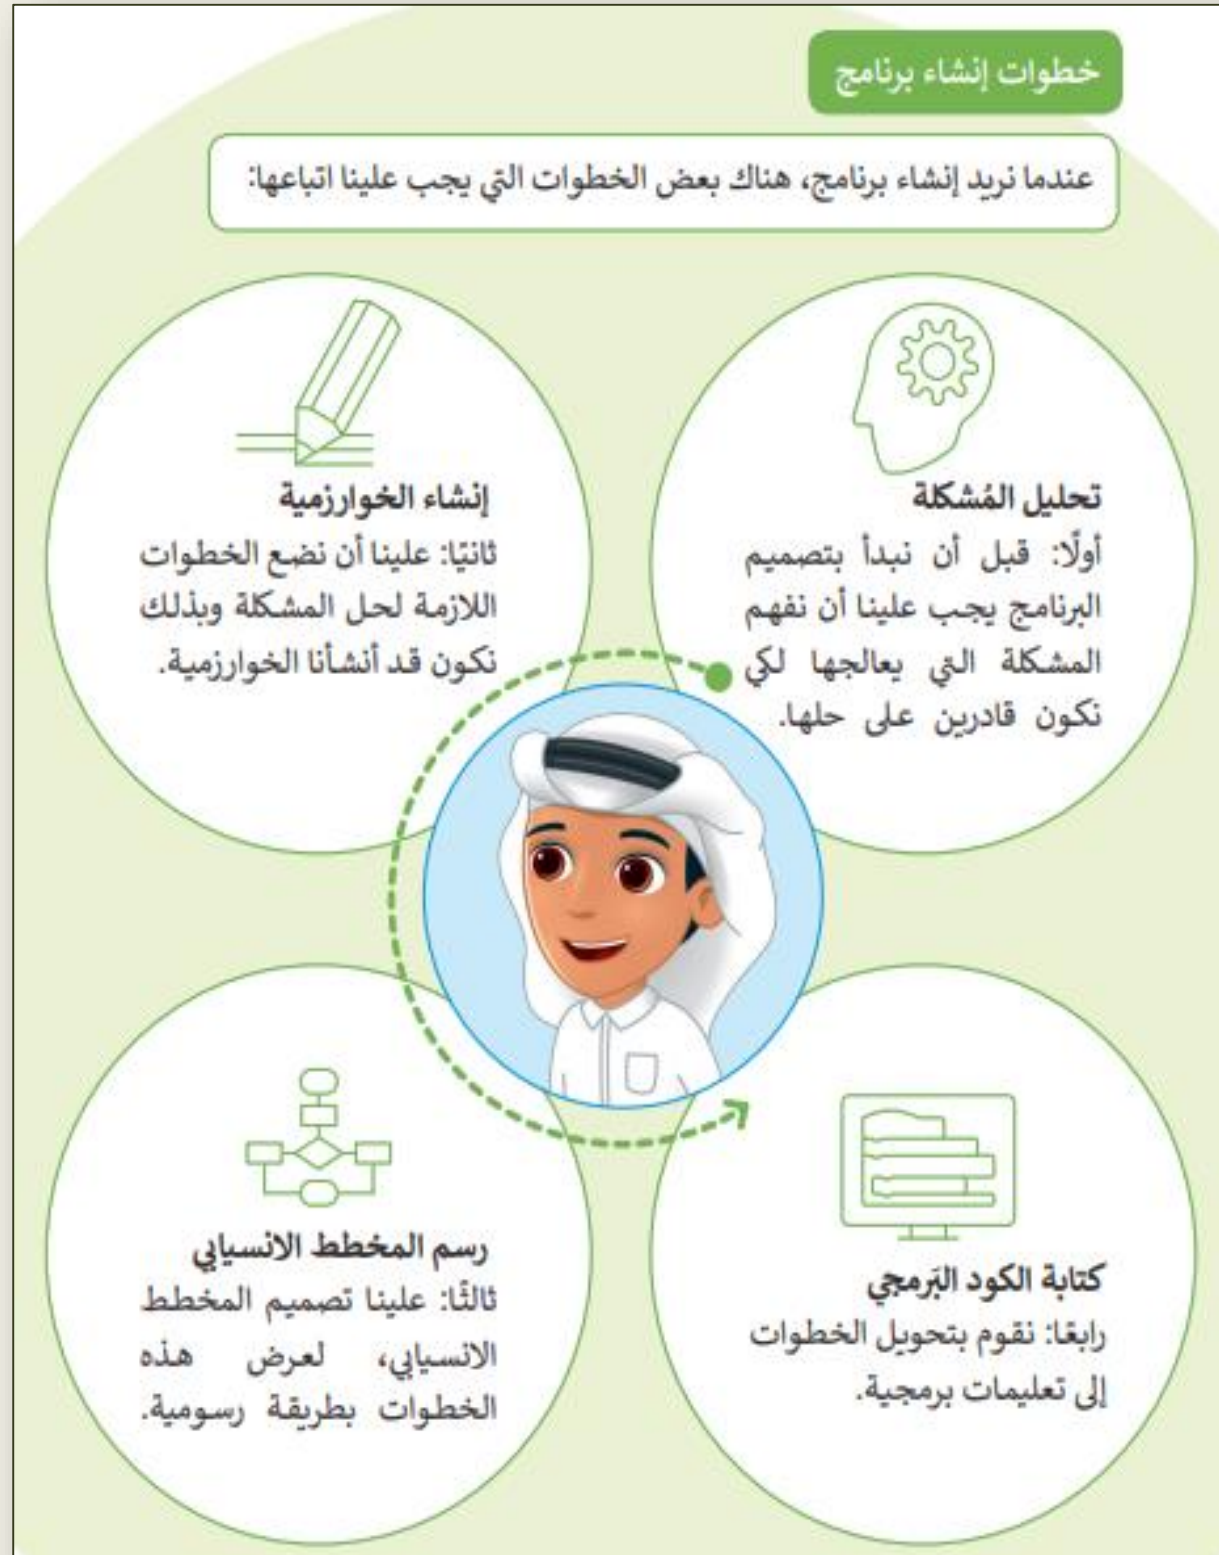 خطوات إنشاء برنامج
عندما نريد إنشاء برنامج، هناك بعض الخطوات التي يجب علينا اتباعها:
تحليل المُشكلة
أولًا: قبل أن نبدأ بتصميم
البرنامج يجب علينا أن نفهم
المشكلة التي يعالجها لكي
نكون قادرين على حلها.
إنشاء الخوارزمية
ثانيًا: علينا أن نضع الخطوات
اللازمة لحل المشكلة وبذلك
نكون قد أنشأنا الخوارزمية.
رسم المخطط الانسيابي
ثالثًا: علينا تصميم المخطط
الانسيابي، لعرض هذه
الخطوات بطريقة رسومية.
كتابة الكود البَرمجي
رابعًا: نقوم بتحويل الخطوات
إلى تعليمات برمجية.